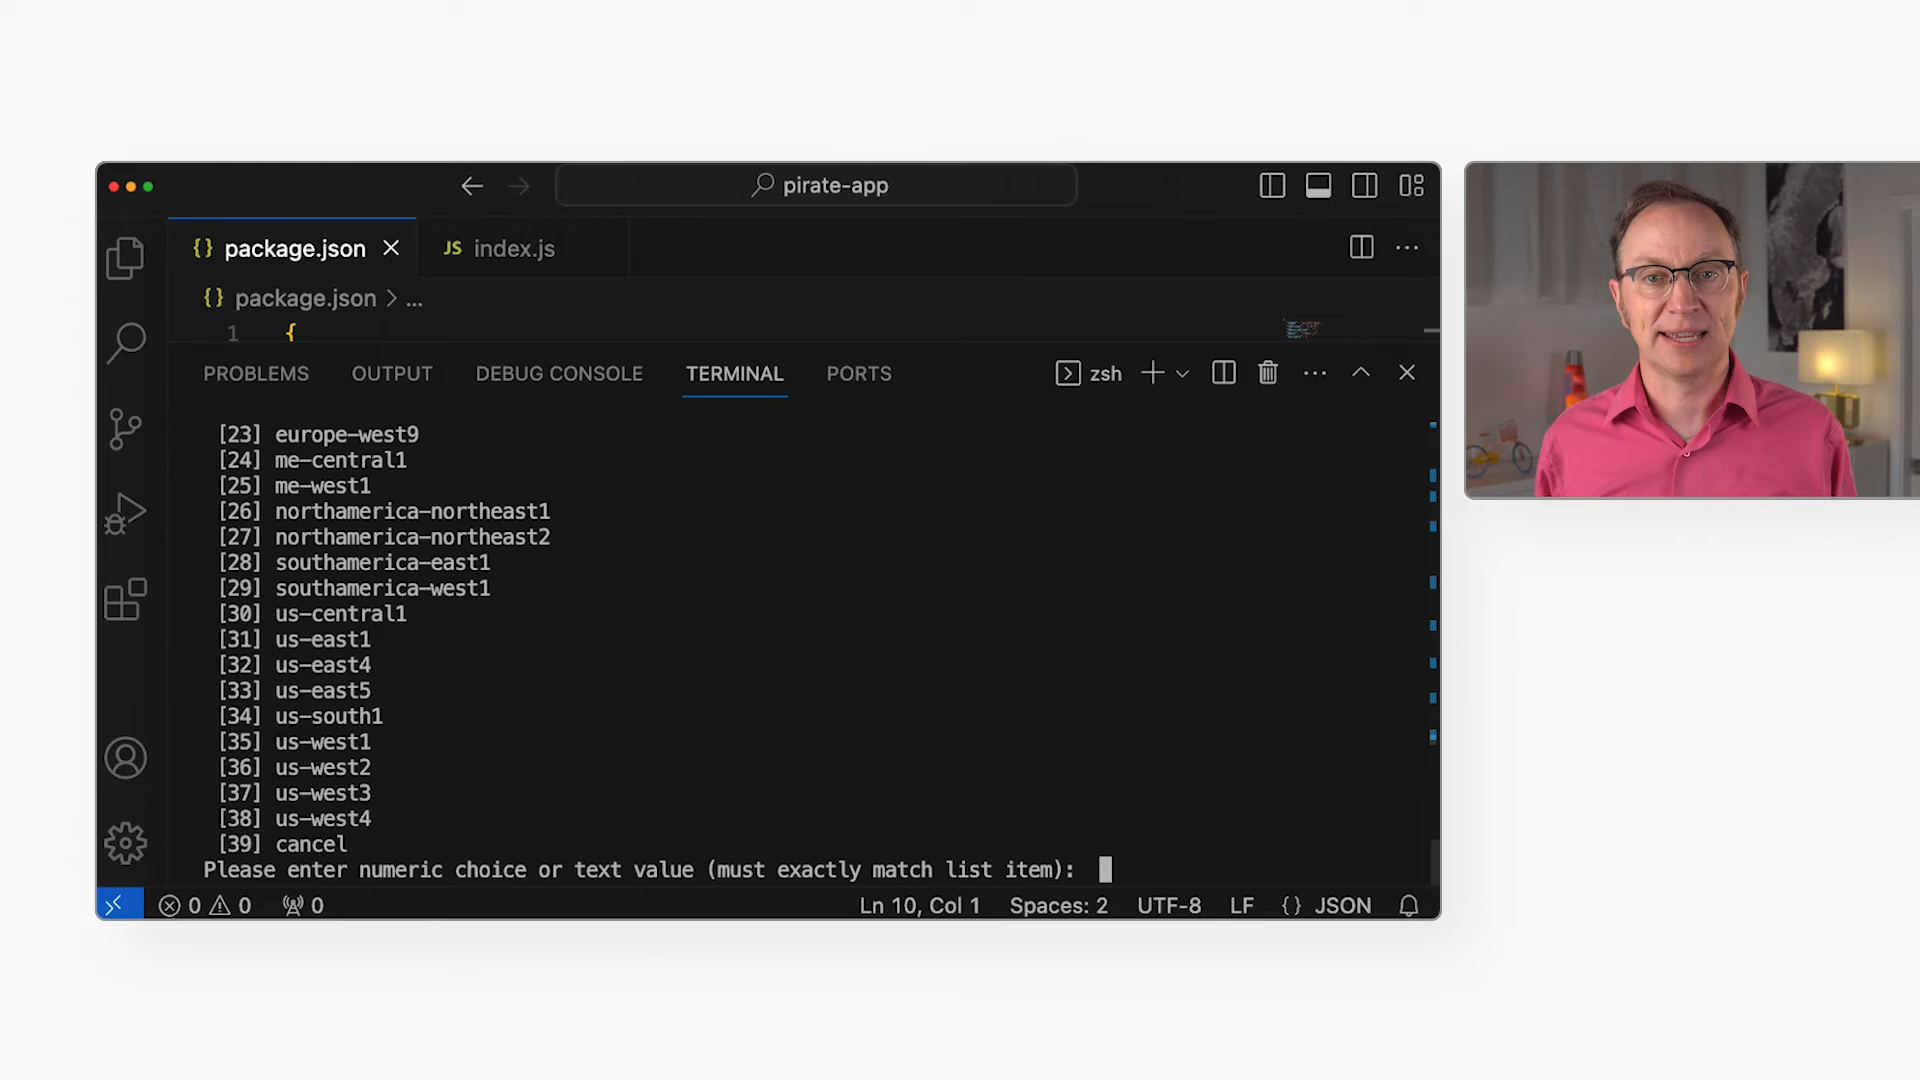 pirate-app
{} package.json
JS index.js
{} package.json > ...
1 {
PROBLEMS OUTPUT DEBUG CONSOLE TERMINAL PORTS
zsh
[23] europe-west9
[24] me-central1
[25] me-west1
[26] northamerica-northeast1
[27] northamerica-northeast2
[28] southamerica-east1
[29] southamerica-west1
[30] us-central1
[31] us-east1
[32] us-east4
[33] us-east5
[34] us-south1
[35] us-west1
[36] us-west2
[37] us-west3
[38] us-west4
[39] cancel
Please enter numeric choice or text value (must exactly match list item):
0 0 0 Ln 10, Col 1 Spaces: 2 UTF-8 LF {} JSON